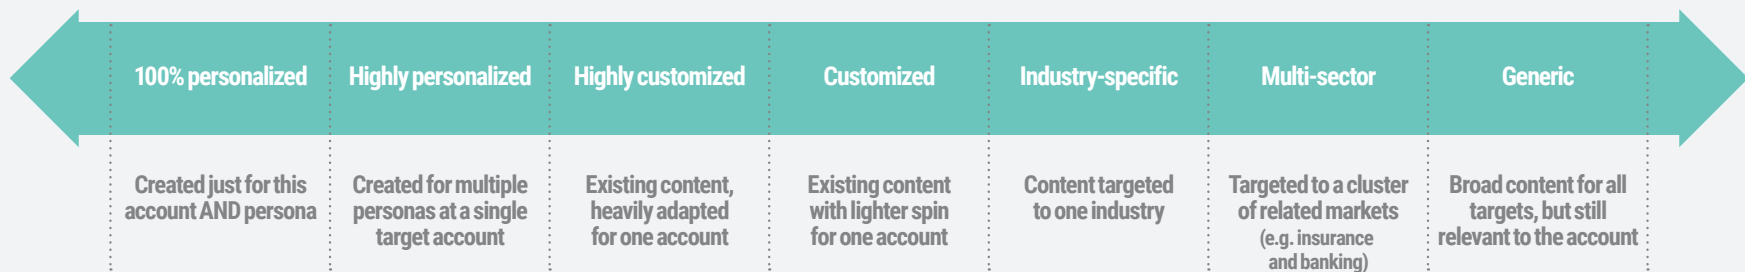 100% personalized
Highly personalized
Highly customized
Customized
Industry-specific
Multi-sector
Generic
Created just for this
account AND persona
Created for multiple
personas at a single
target account
Existing content,
heavily adapted
for one account
Existing content
with lighter spin
for one account
Content targeted
to one industry
Targeted to a cluster
of related markets
(e.g. insurance
and banking)
Broad content for all
targets, but still
relevant to the account